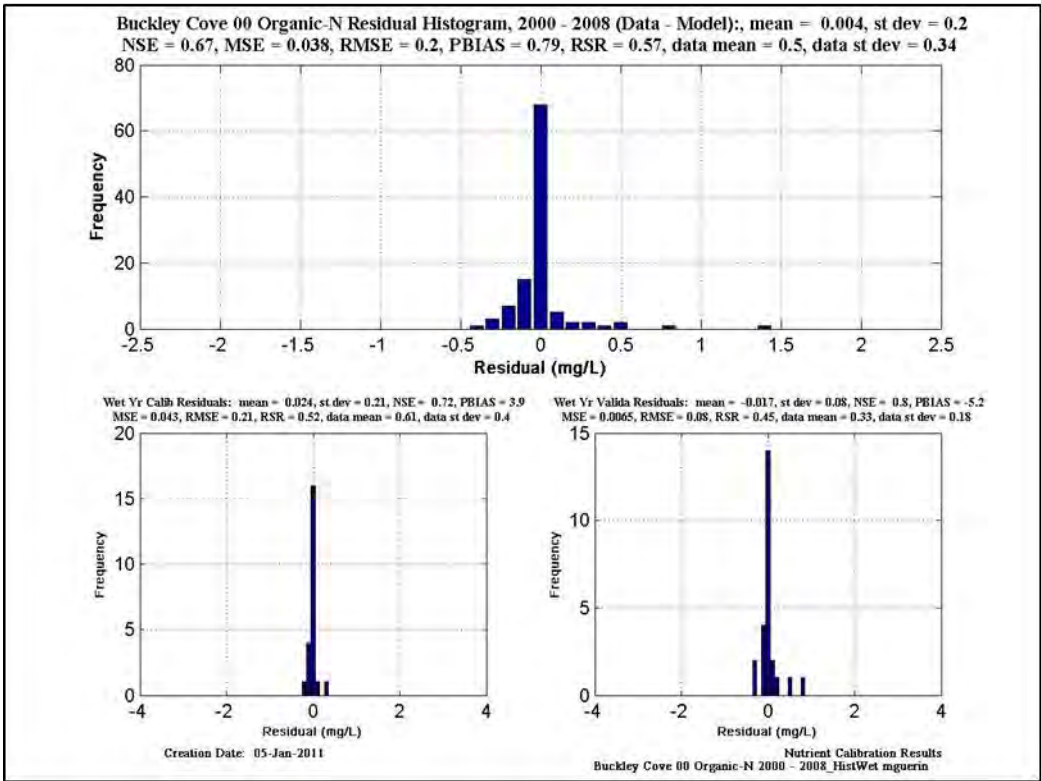 Buckley Cove 00 Organic-N Residual Histogram, 2000 - 2008 (Data - Model):, mean = 0.004, st dev = 0.2
NSE = 0.67, MSE = 0.038, RMSE = 0.2, PBIAS = 0.79, RSR = 0.57, data mean = 0.5, data st dev = 0.34
80
60
40
20
0
Frequency
-2.5 -2 -1.5 -1 -0.5 0 0.5 1 1.5 2 2.5
Residual (mg/L)
Wet Yr Calib Residuals: mean = 0.024, st dev = 0.21, NSE = 0.72, PBIAS = 3.9
MSE = 0.043, RMSE = 0.21, RSR = 0.52, data mean = 0.61, data st dev = 0.4
20
15
10
5
0
Frequency
-4 -2 0 2 4
Residual (mg/L)
Wet Yr Valida Residuals: mean = -0.017, st dev = 0.08, NSE = 0.8, PBIAS = -5.2
MSE = 0.0065, RMSE = 0.08, RSR = 0.45, data mean = 0.33, data st dev = 0.18
15
10
5
0
Frequency
-4 -2 0 2 4
Residual (mg/L)
Creation Date: 05-Jan-2011
Nutrient Calibration Results
Buckley Cove 00 Organic-N 2000 - 2008_HistWet mguerin